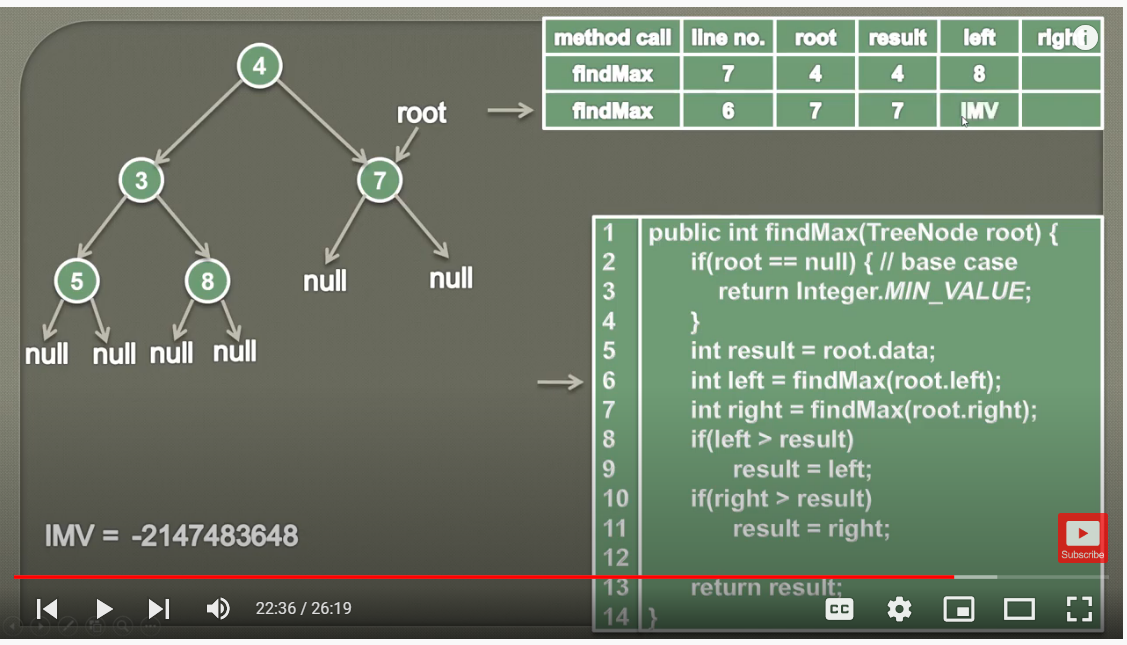 method call line no. root result left right
findMax 7 4 4 8
findMax 6 7 7 IMV
4
root
3 7
5 8 null null
null null null null
IMV = -2147483648
1 public int findMax(TreeNode root) {
2 if(root == null) { // base case
3 return Integer.MIN_VALUE;
4 }
5 int result = root.data;
6 int left = findMax(root.left);
7 int right = findMax(root.right);
8 if(left > result)
9 result = left;
10 if(right > result)
11 result = right;
12
13 return result;
14 }
Subscribe
22:36 / 26:19
CC